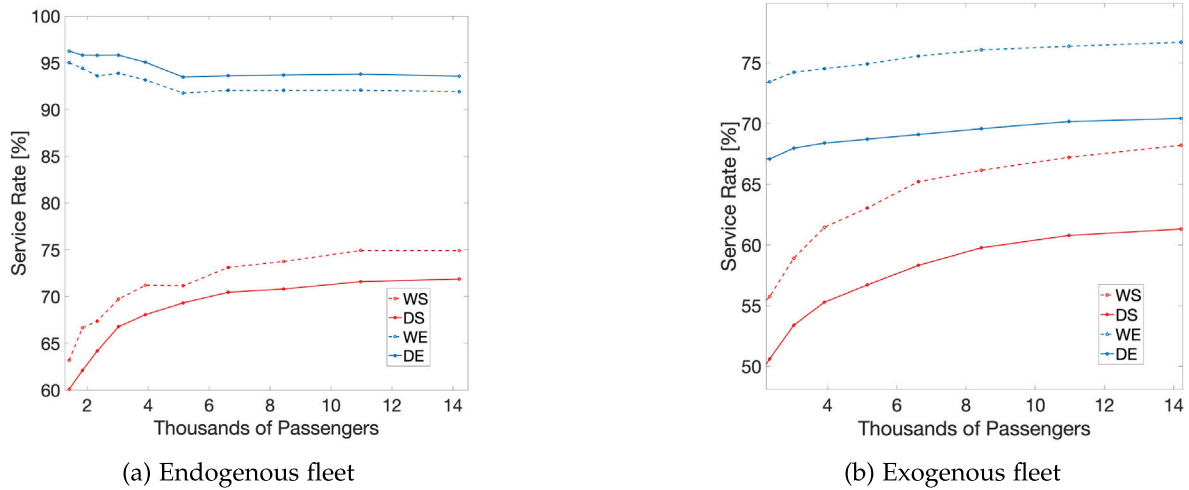 100
95
90
85
80
75
70
65
60
Service Rate [%]
2 4 6 8 10 12 14
Thousands of Passengers
WS
DS
WE
DE
(a) Endogenous fleet
75
70
65
60
55
50
Service Rate [%]
4 6 8 10 12 14
Thousands of Passengers
WS
DS
WE
DE
(b) Exogenous fleet